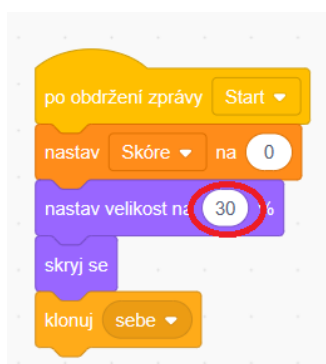 po obdržení zprávy Start
nastav Skóre na 0
nastav velikost na 30 %
skryj se
klonuj sebe